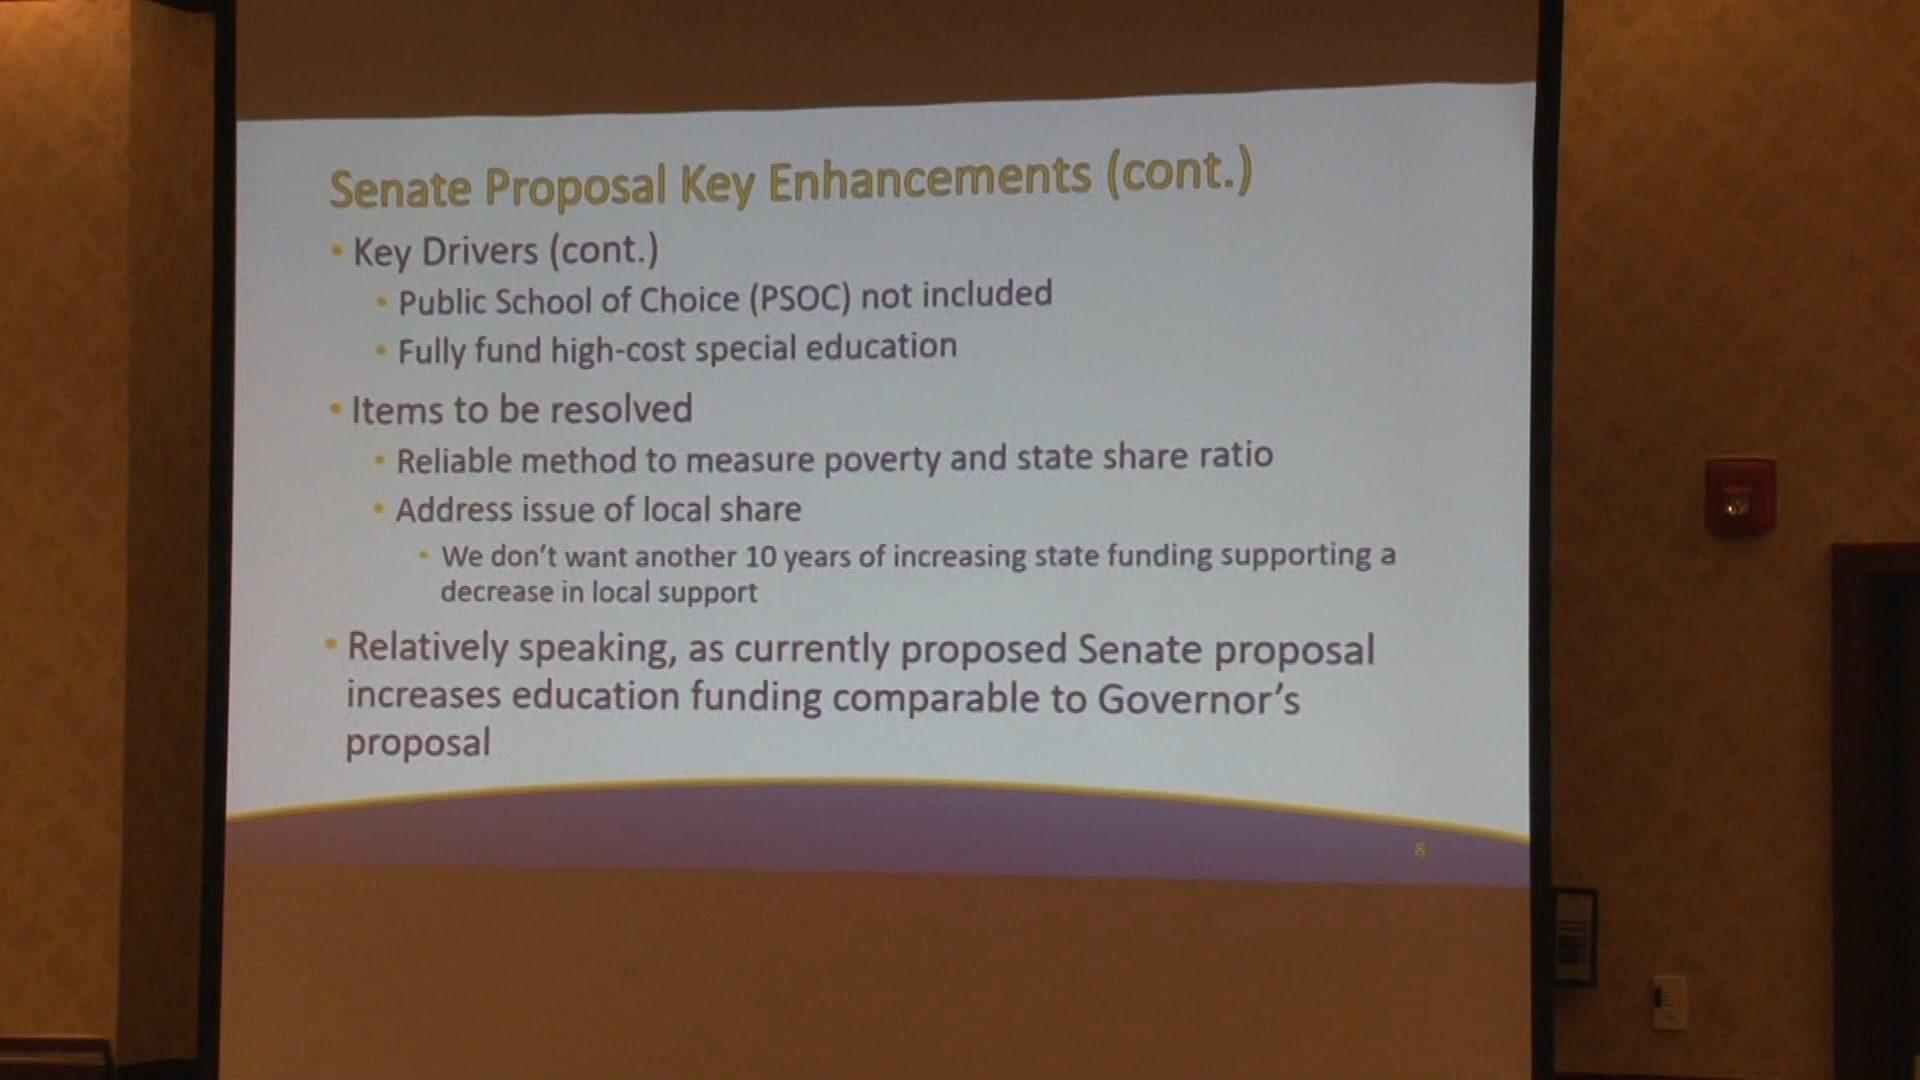 Senate Proposal Key Enhancements (cont.)
• Key Drivers (cont.)
• Public School of Choice (PSOC) not included
• Fully fund high-cost special education
• Items to be resolved
• Reliable method to measure poverty and state share ratio
• Address issue of local share
• We don't want another 10 years of increasing state funding supporting a
decrease in local support
• Relatively speaking, as currently proposed Senate proposal
increases education funding comparable to Governor's
proposal
8